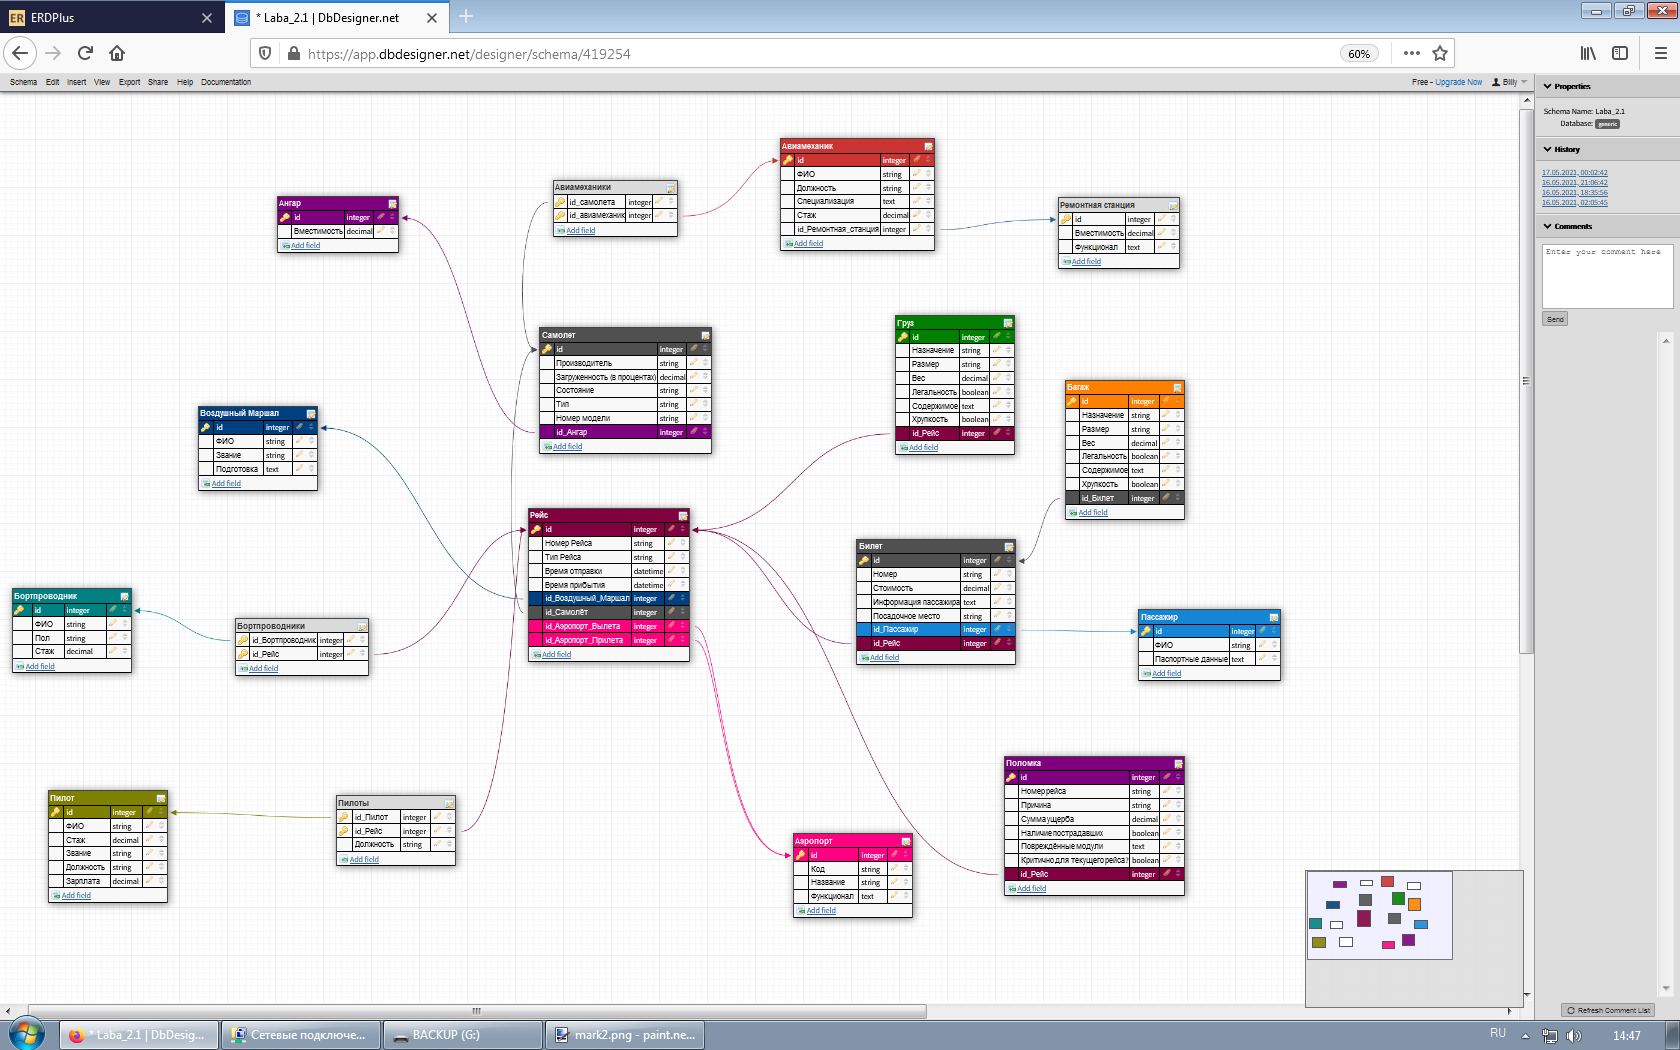 ERDPlus
* Laba_2.1 | DbDesigner.net
https://app.dbdesigner.net/designer/schema/419254
60%
Schema Edit Insert View Export Share Help Documentation
Free - Upgrade Now Billy
Properties
Schema Name: Laba_2.1
Database: generic
History
17.05.2021, 00:02:42
16.05.2021, 21:06:42
16.05.2021, 18:35:56
16.05.2021, 02:05:45
Comments
Enter your comment here
Send
Refresh Comment List
Авиамеханик
id integer
ФИО string
Должность string
Специализация text
Стаж decimal
id_Ремонтная_станция integer
Add field
Авиамеханики
id_самолета integer
id_авиамеханик integer
Add field
Ангар
id integer
Вместимость decimal
Add field
Ремонтная станция
id integer
Вместимость decimal
Функционал text
Add field
Самолет
id integer
Производитель string
Загруженность (в процентах) decimal
Состояние string
Тип string
Номер модели string
id_Ангар integer
Add field
Груз
id integer
Назначение string
Размер string
Вес decimal
Легальность boolean
Содержимое text
Хрупкость boolean
id_Рейс integer
Add field
Багаж
id integer
Назначение string
Размер string
Вес decimal
Легальность boolean
Содержимое text
Хрупкость boolean
id_Билет integer
Add field
Воздушный Маршал
id integer
ФИО string
Звание string
Подготовка text
Add field
Рейс
id integer
Номер Рейса string
Тип Рейса string
Время отправки datetime
Время прибытия datetime
id_Воздушный_Маршал integer
id_Самолёт integer
id_Аэропорт_Вылета integer
id_Аэропорт_Прилета integer
Add field
Билет
id integer
Номер string
Стоимость decimal
Информация пассажира text
Посадочное место string
id_Пассажир integer
id_Рейс integer
Add field
Бортпроводник
id integer
ФИО string
Пол string
Стаж decimal
Add field
Бортпроводники
id_Бортпроводник integer
id_Рейс integer
Add field
Пассажир
id integer
ФИО string
Паспортные данные text
Add field
Поломка
id integer
Номер рейса string
Причина string
Сумма ущерба decimal
Наличие пострадавших boolean
Повреждённые модули text
Критично для текущего рейса? boolean
id_Рейс integer
Add field
Пилот
id integer
ФИО string
Стаж decimal
Звание string
Должность string
Зарплата decimal
Add field
Пилоты
id_Пилот integer
id_Рейс integer
Должность string
Add field
Аэропорт
id integer
Код string
Название string
Функционал text
Add field
* Laba_2.1 | DbDesig...
Сетевые подключе...
BACKUP (G:)
mark2.png - paint.ne...
RU
14:47